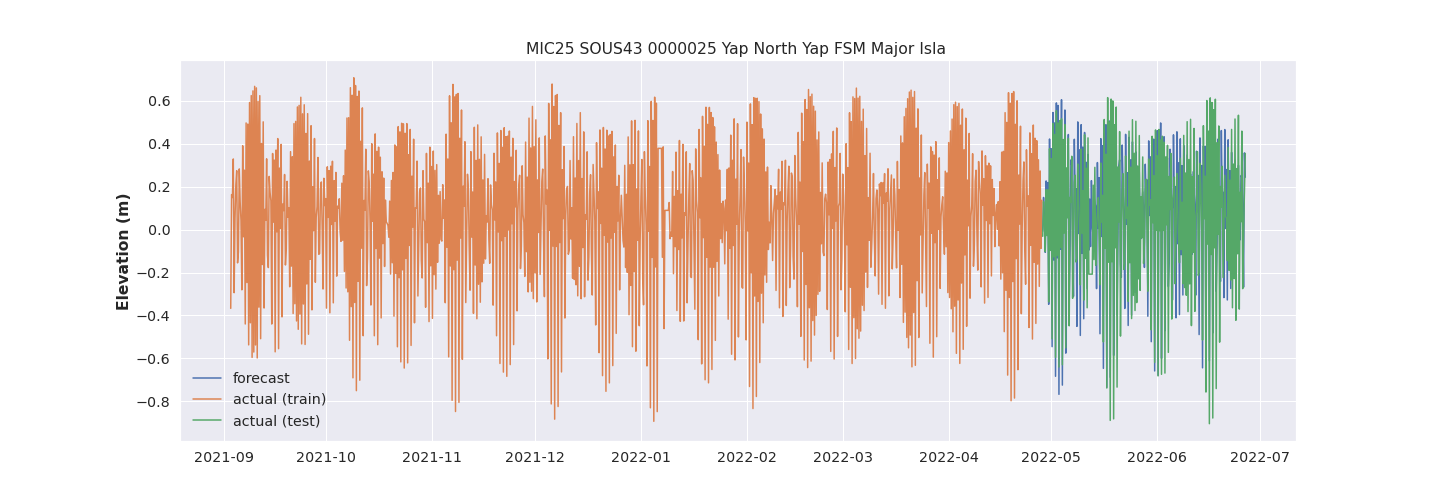 MIC25 SOUS43 0000025 Yap North Yap FSM Major Isla
Elevation (m)
0.6
0.4
0.2
0.0
−0.2
−0.4
−0.6
−0.8
forecast
actual (train)
actual (test)
2021-09 2021-10 2021-11 2021-12 2022-01 2022-02 2022-03 2022-04 2022-05 2022-06 2022-07